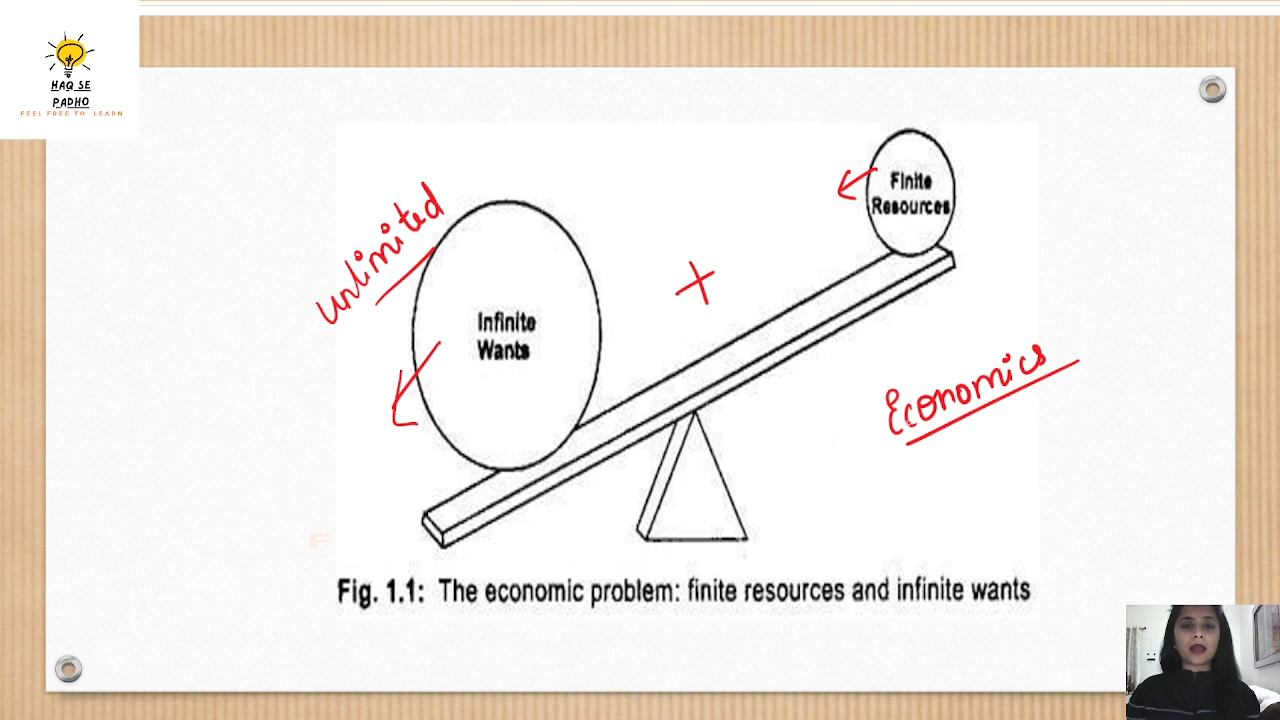 HAQ SE
PADHO
FEEL FREE TO LEARN
Unlimited
Finite
Resources
Infinite
Wants
+
Economics
F
Fig. 1.1: The economic problem: finite resources and infinite wants